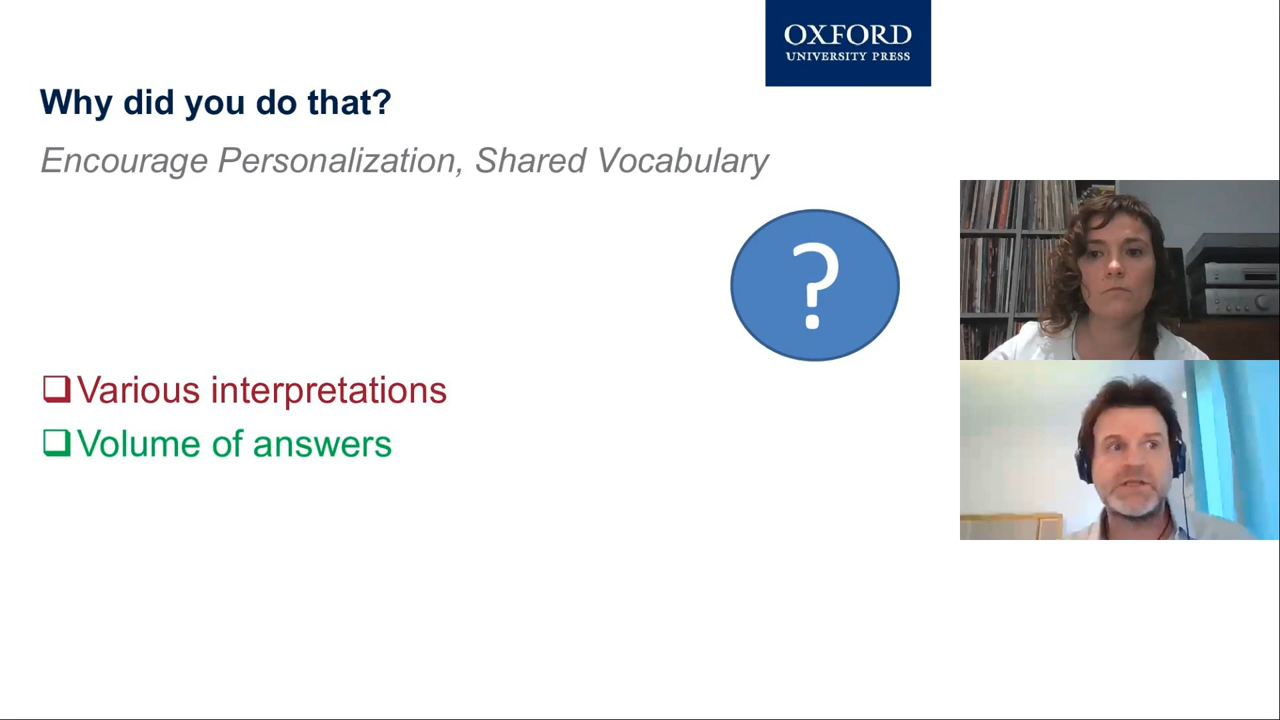 OXFORD
UNIVERSITY PRESS
Why did you do that?
Encourage Personalization, Shared Vocabulary
?
Various interpretations
Volume of answers